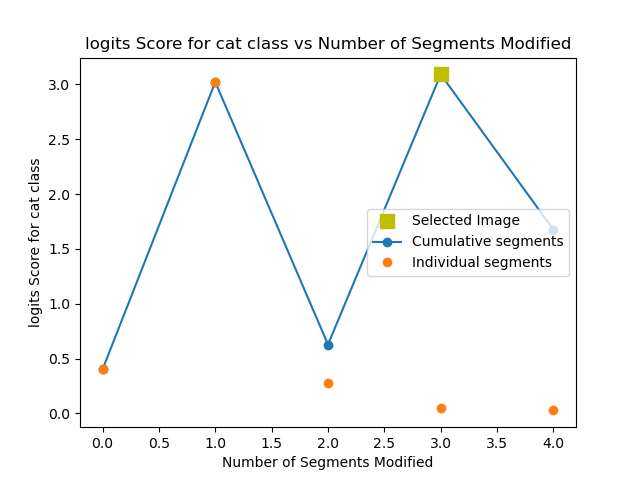 logits Score for cat class vs Number of Segments Modified
logits Score for cat class
3.0
2.5
2.0
1.5
1.0
0.5
0.0
Selected Image
Cumulative segments
Individual segments
0.0 0.5 1.0 1.5 2.0 2.5 3.0 3.5 4.0
Number of Segments Modified